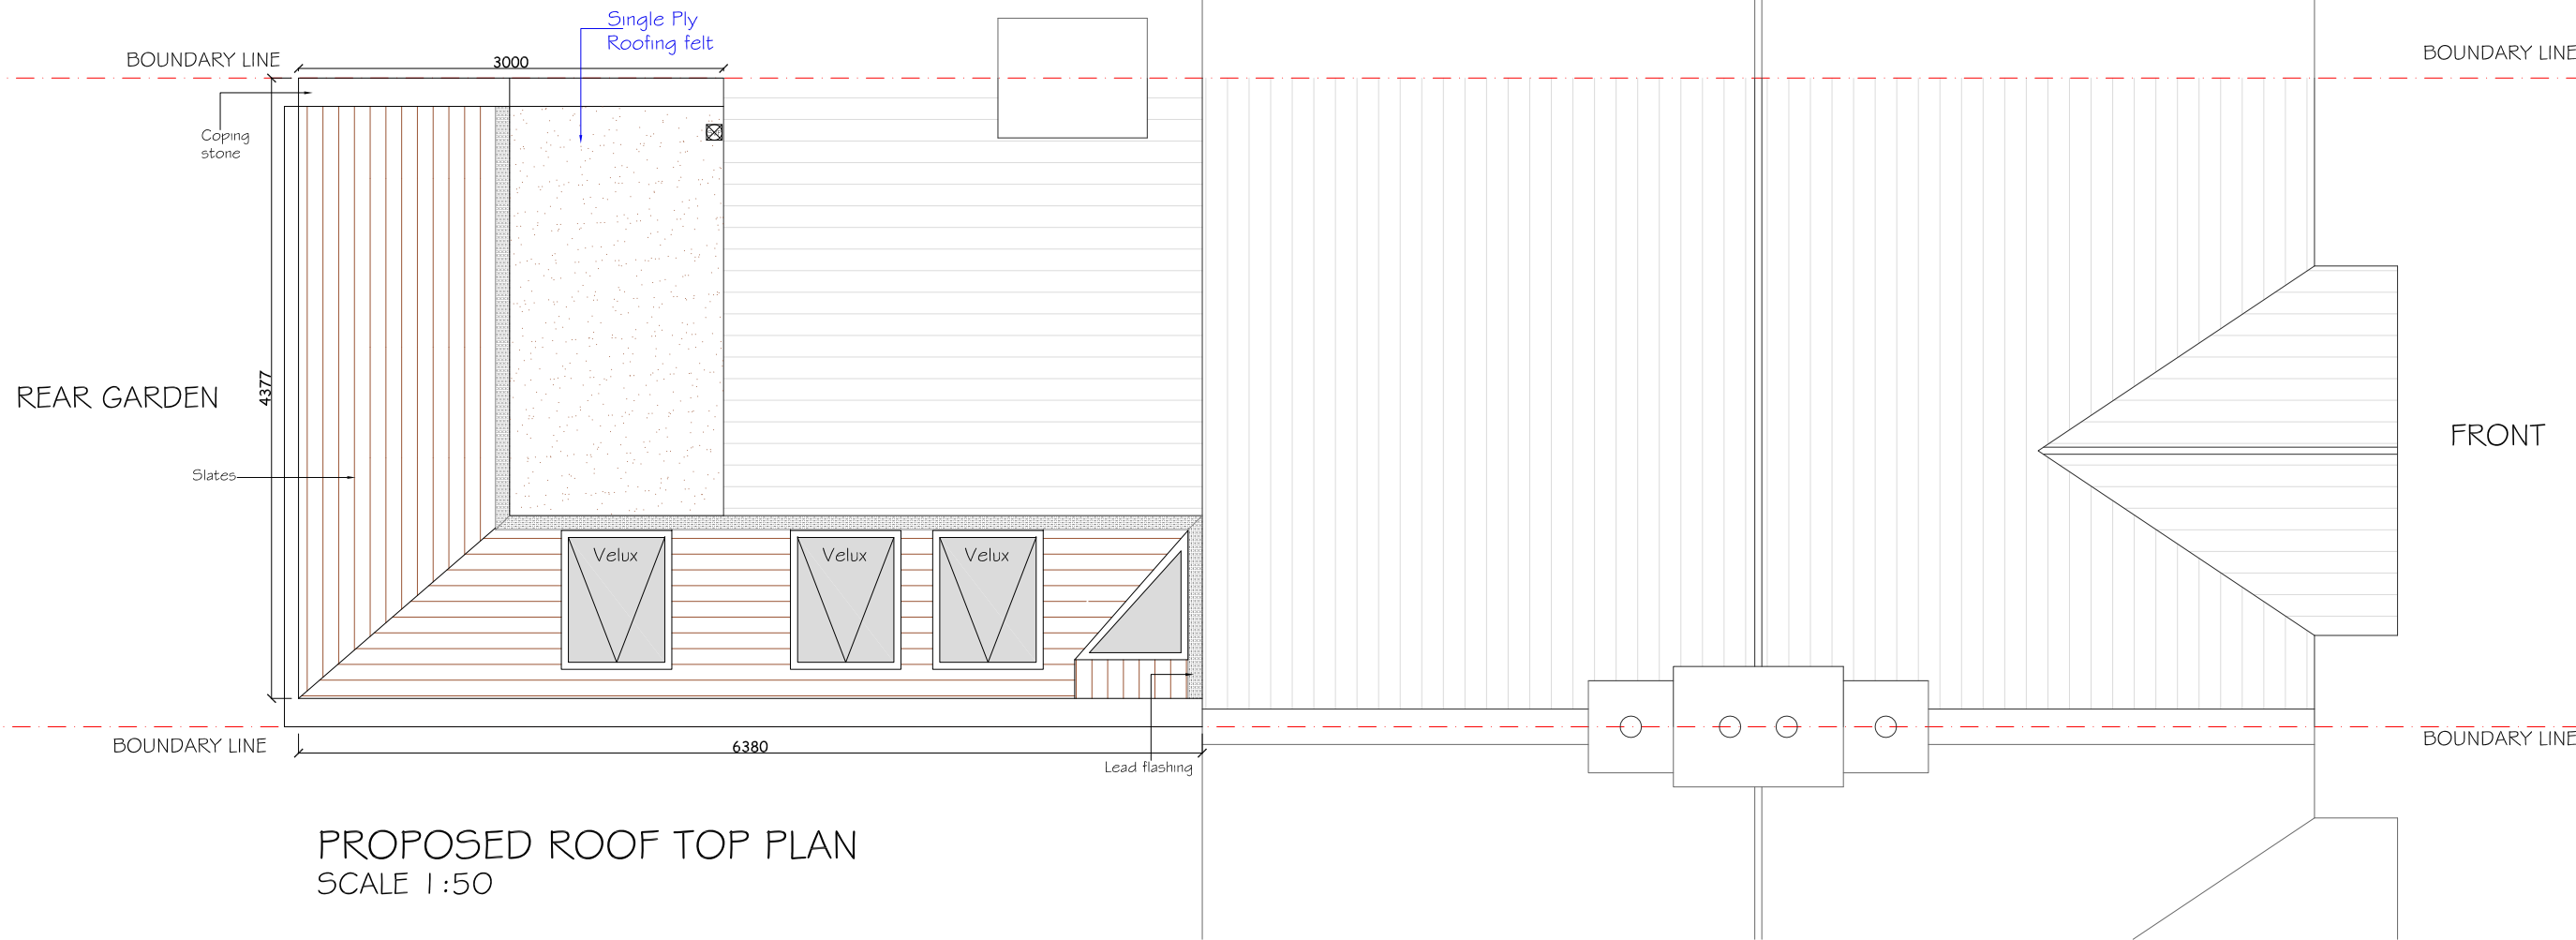 Single Ply
Roofing felt
BOUNDARY LINE
3000
BOUNDARY LINE
Coping
stone
REAR GARDEN
4377
FRONT
Slates
Velux
Velux
Velux
BOUNDARY LINE
6380
BOUNDARY LINE
Lead flashing
PROPOSED ROOF TOP PLAN
SCALE 1:50